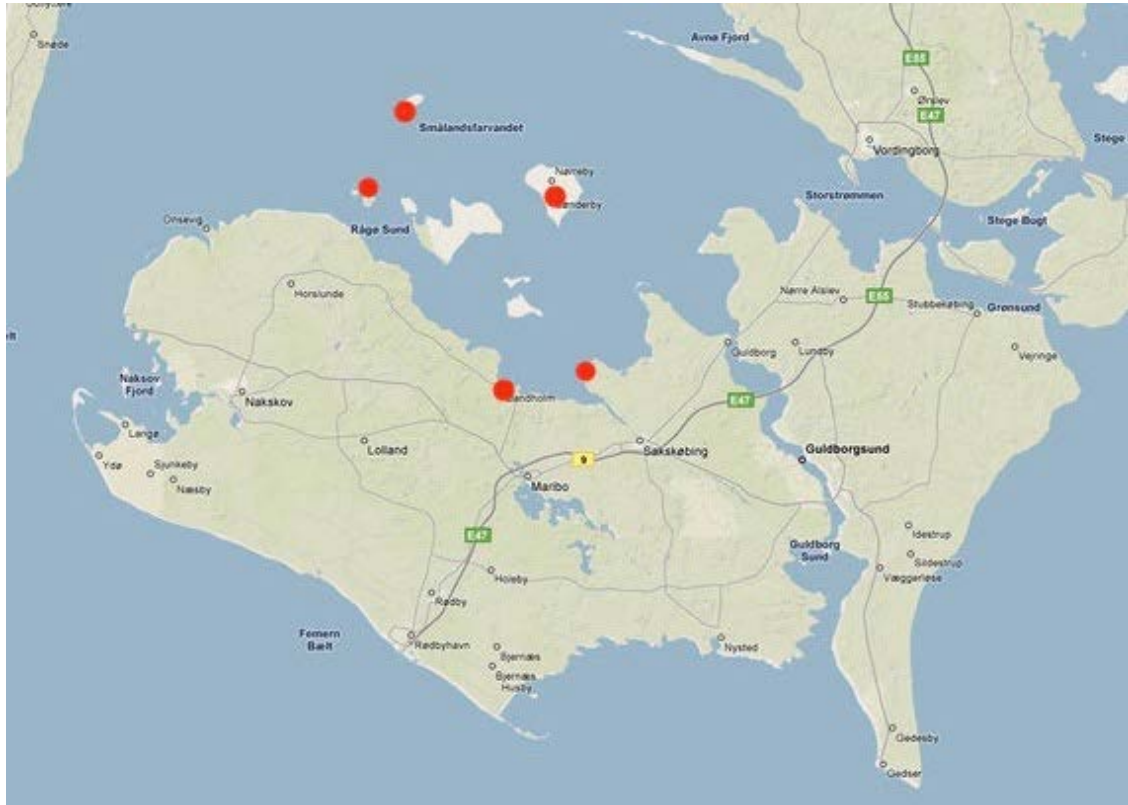 Snøde
Avnø Fjord
E55
Ørslev
E47
Smålandsfarvandet
Vordingborg
Stege
Nørreby
Storstrømmen
Stege Bugt
Onsevig
Rågø Sund
Horslunde
Nørre Alslev
E55
Stubbekøbing
Grønsund
Guldborg
Lundby
Vejringe
Naksov
Fjord
Nakskov
E47
Langø
Lolland
Sakskøbing
Guldborgsund
Ydø
Sjunkeby
9
Næsby
Maribo
Idestrup
E47
Guldborg
Sund
Sildestrup
Væggerløse
Holeby
Rødby
Femern
Bælt
Rødbyhavn
Nysted
Bjernæs
Bjernæs
Husby
Gedesby
Gedser